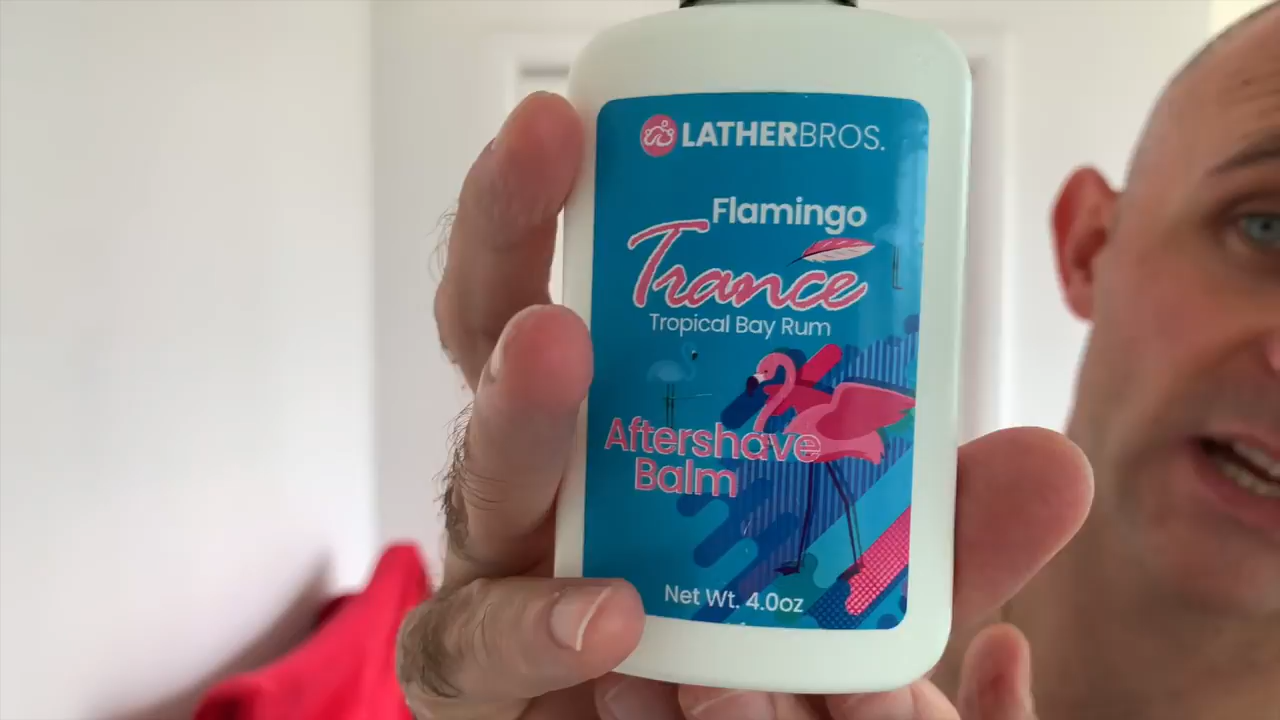 LATHERBROS.
Flamingo
Trance
Tropical Bay Rum
Aftershave
Balm
Net Wt. 4.0oz